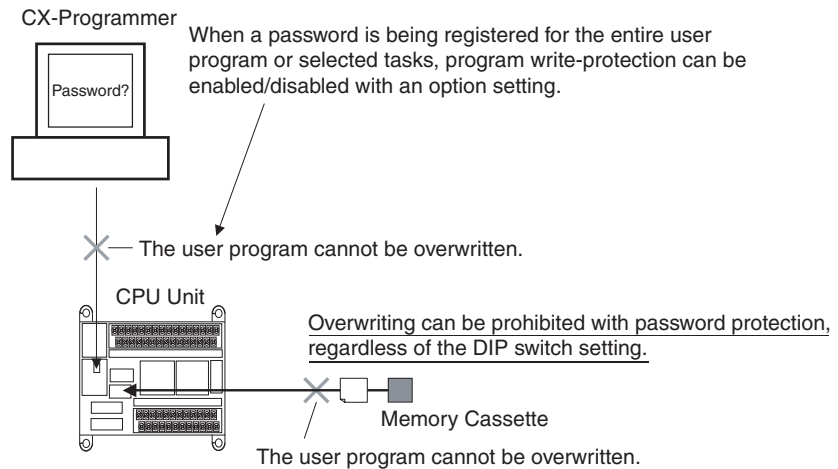 CX-Programmer
When a password is being registered for the entire user
program or selected tasks, program write-protection can be
enabled/disabled with an option setting.
Password?
The user program cannot be overwritten.
CPU Unit
Overwriting can be prohibited with password protection,
regardless of the DIP switch setting.
Memory Cassette
The user program cannot be overwritten.